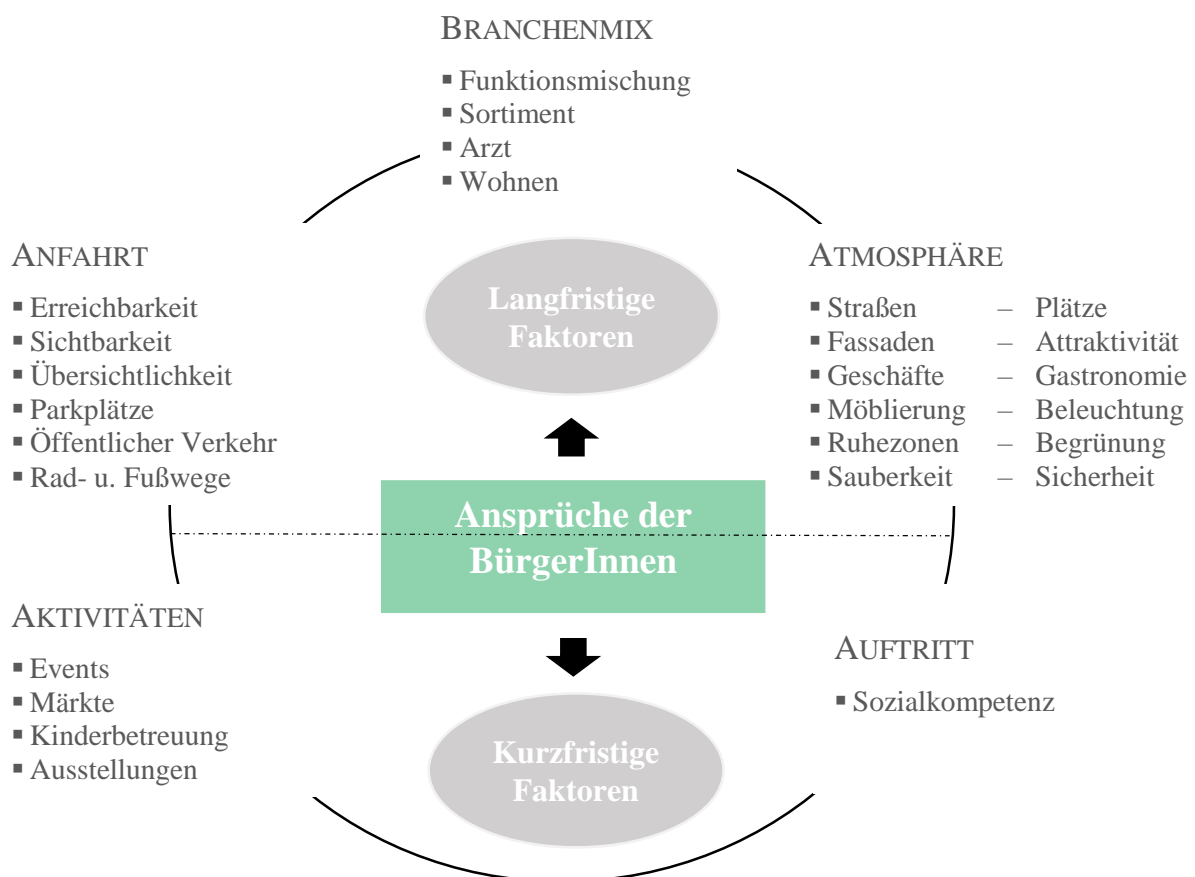 BRANCHENMIX
▪ Funktionsmischung
▪ Sortiment
▪ Arzt
▪ Wohnen
ANFAHRT
▪ Erreichbarkeit
▪ Sichtbarkeit
▪ Übersichtlichkeit
▪ Parkplätze
▪ Öffentlicher Verkehr
▪ Rad- u. Fußwege
Langfristige
Faktoren
ATMOSPHÄRE
▪ Straßen – Plätze
▪ Fassaden – Attraktivität
▪ Geschäfte – Gastronomie
▪ Möblierung – Beleuchtung
▪ Ruhezonen – Begrünung
▪ Sauberkeit – Sicherheit
Ansprüche der
BürgerInnen
AKTIVITÄTEN
▪ Events
▪ Märkte
▪ Kinderbetreuung
▪ Ausstellungen
Kurzfristige
Faktoren
AUFTRITT
▪ Sozialkompetenz